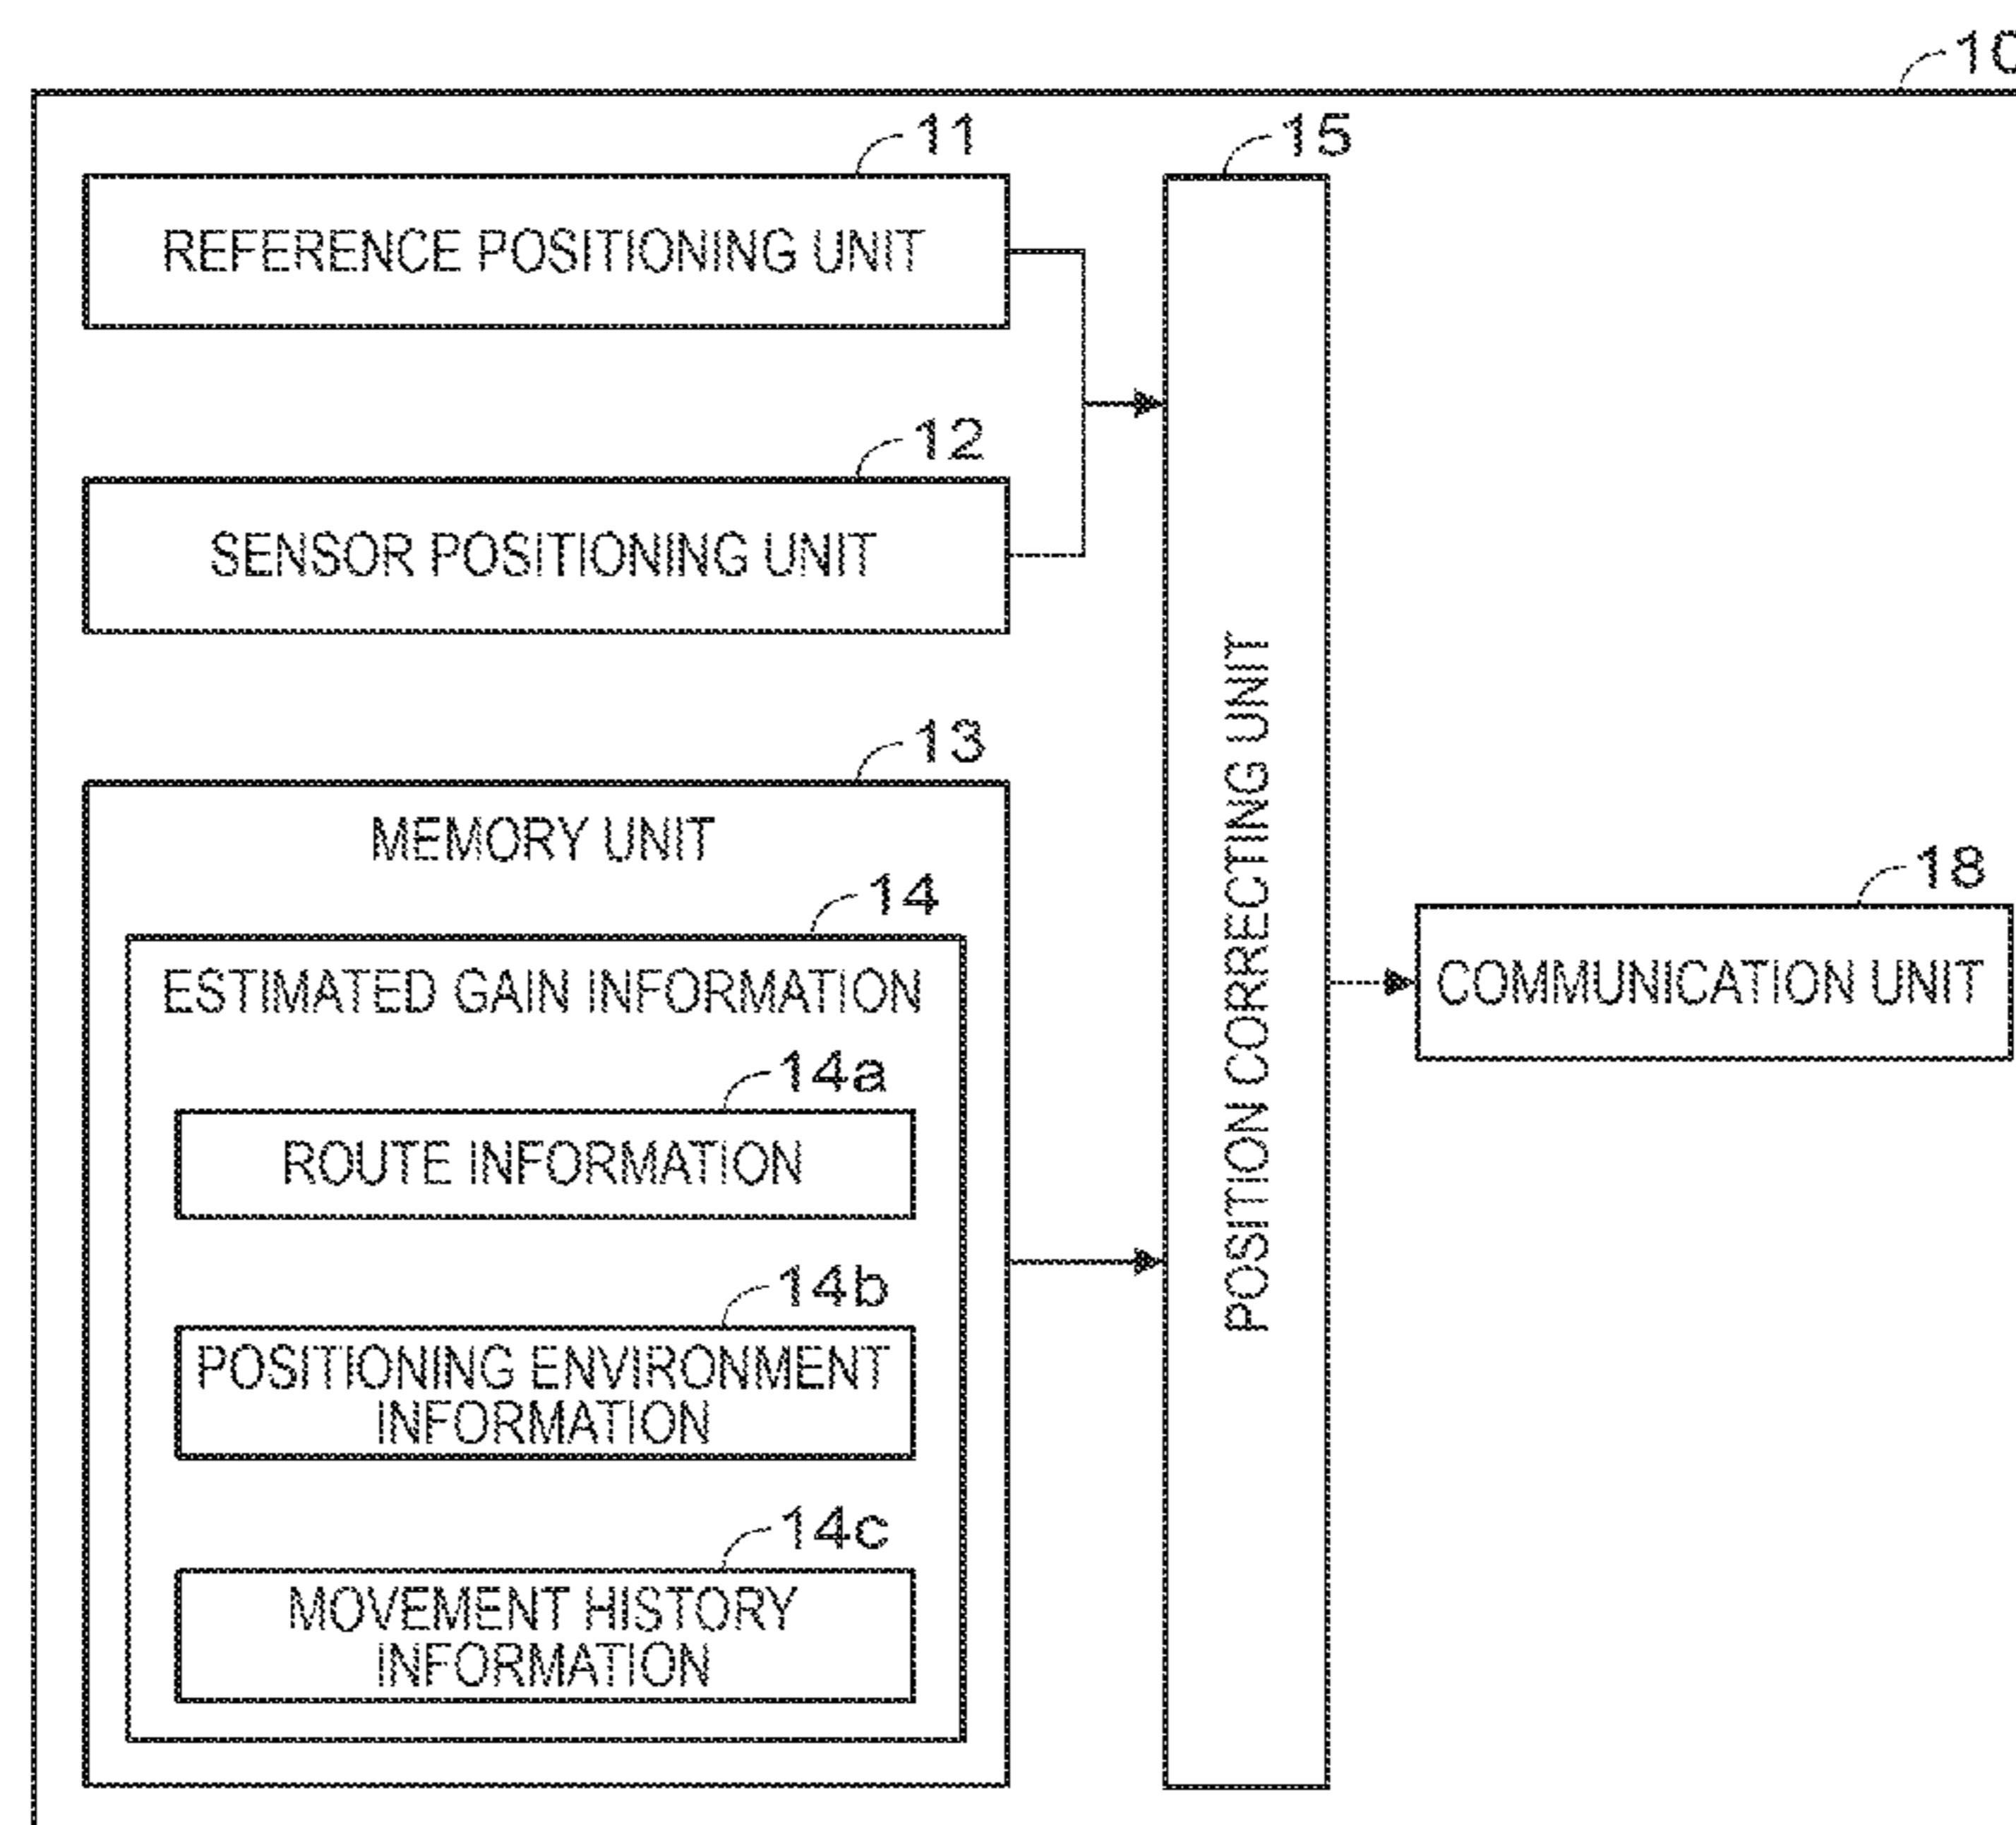 10
11
15
REFERENCE POSITIONING UNIT
12
SENSOR POSITIONING UNIT
13
MEMORY UNIT
14
ESTIMATED GAIN INFORMATION
14a
ROUTE INFORMATION
14b
POSITIONING ENVIRONMENT
INFORMATION
14c
MOVEMENT HISTORY
INFORMATION
POSITION CORRECTING UNIT
18
COMMUNICATION UNIT